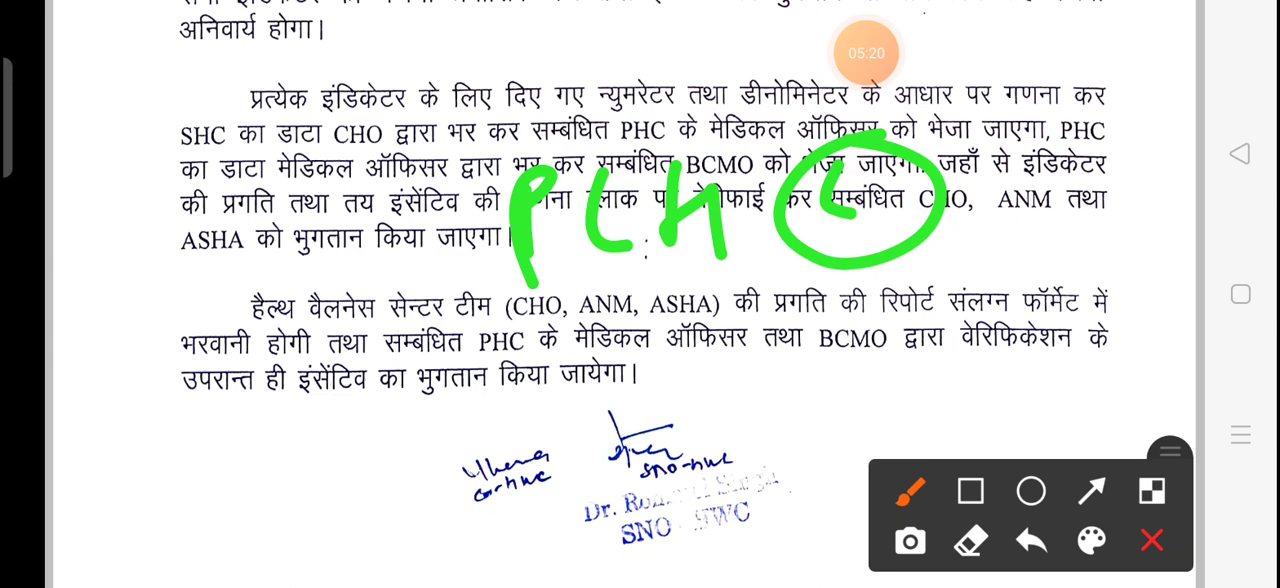 अनिवार्य होगा।
05:20
प्रत्येक इंडिकेटर के लिए दिए गए न्युमरेटर तथा डीनोमिनेटर के आधार पर गणना कर
SHC का डाटा CHO द्वारा भर कर सम्बंधित PHC के मेडिकल ऑफिसर को भेजा जाएगा, PHC
का डाटा मेडिकल ऑफिसर द्वारा भर कर सम्बंधित BCMO को भेजा जाएगा जहाँ से इंडिकेटर
की प्रगति तथा तय इंसेंटिव की कर सम्बंधित CHO, ANM तथा
ASHA को भुगतान किया जाएगा।
हैल्थ वैलनेस सेन्टर टीम (CHO, ANM, ASHA) की प्रगति की रिपोर्ट संलग्न फॉर्मेट में
भरवानी होगी तथा सम्बंधित PHC के मेडिकल ऑफिसर तथा BCMO द्वारा वेरिफिकेशन के
उपरान्त ही इंसेंटिव का भुगतान किया जायेगा।
SNO-HWC
Dr. Singh
SNO HWC